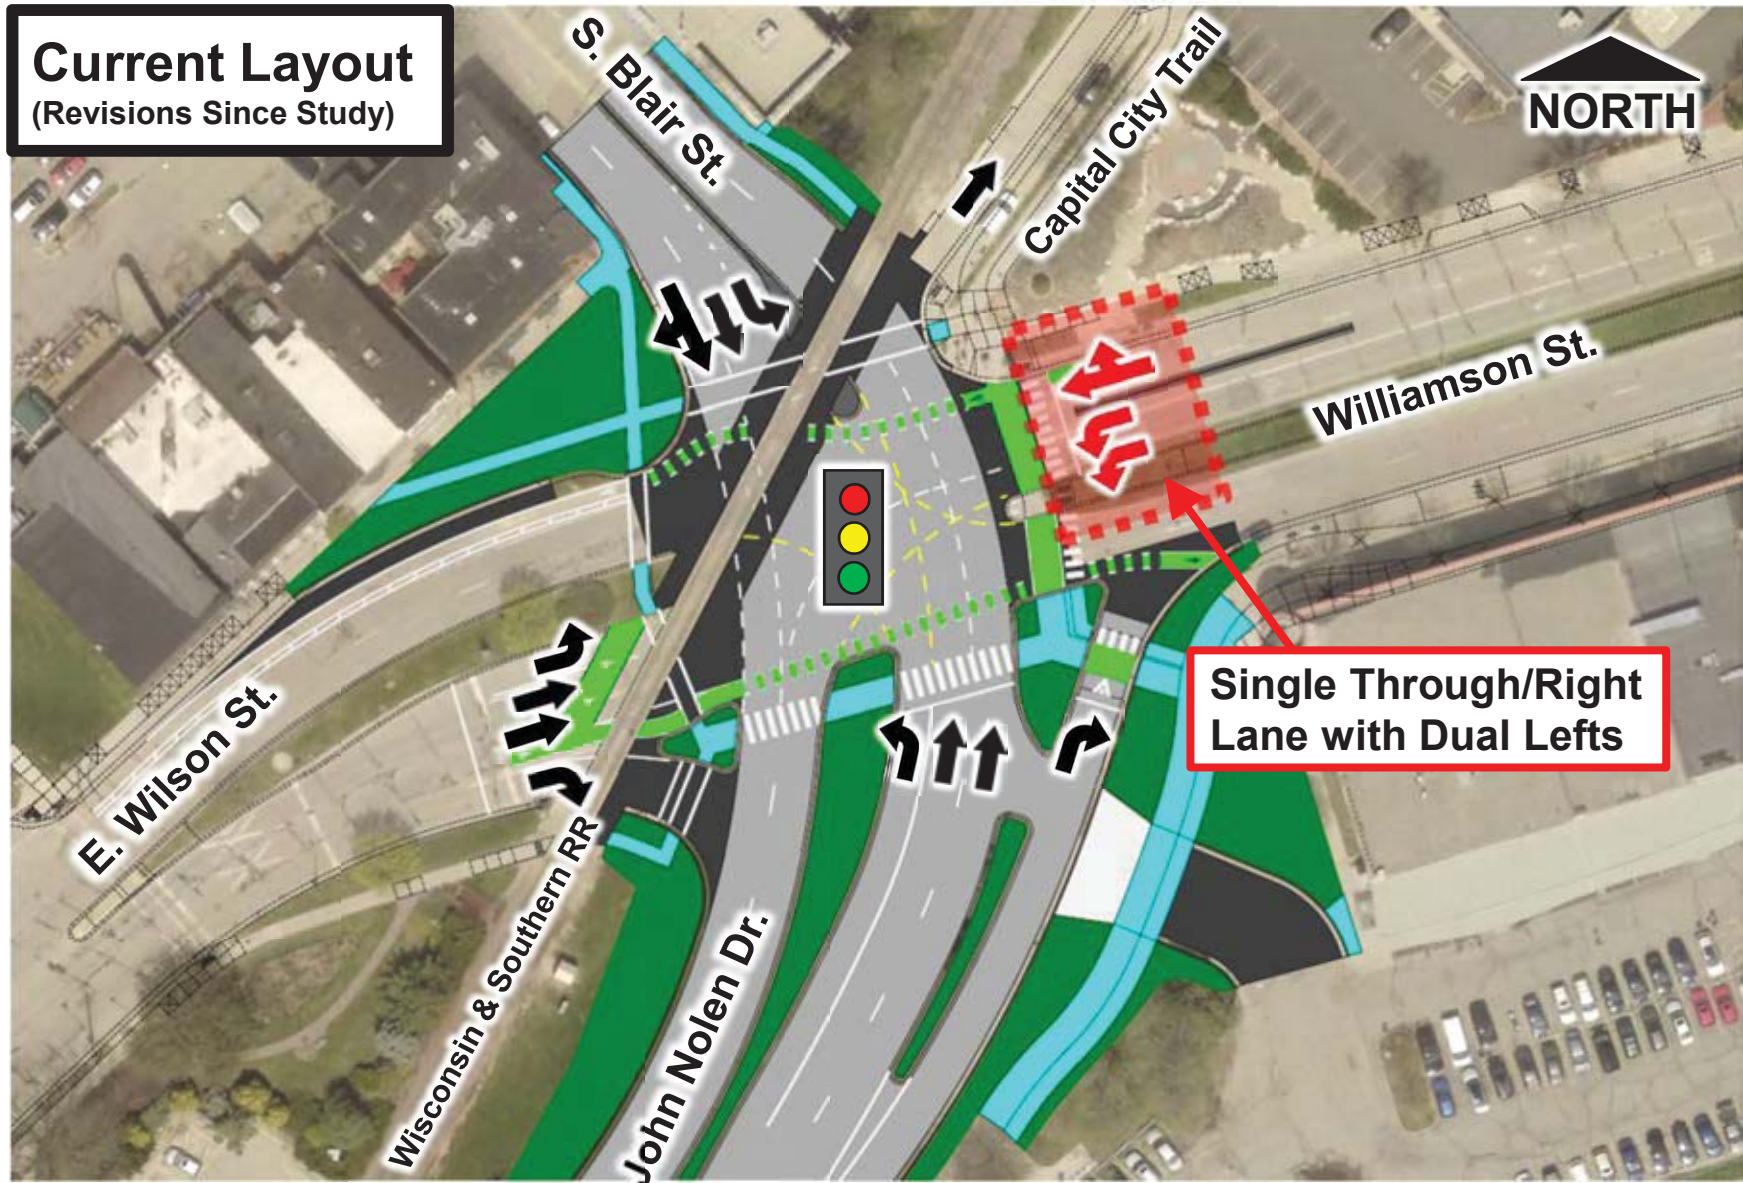 Current Layout
(Revisions Since Study)
S. Blair St.
Capital City Trail
NORTH
Williamson St.
Single Through/Right
Lane with Dual Lefts
E. Wilson St.
Wisconsin & Southern RR
John Nolen Dr.